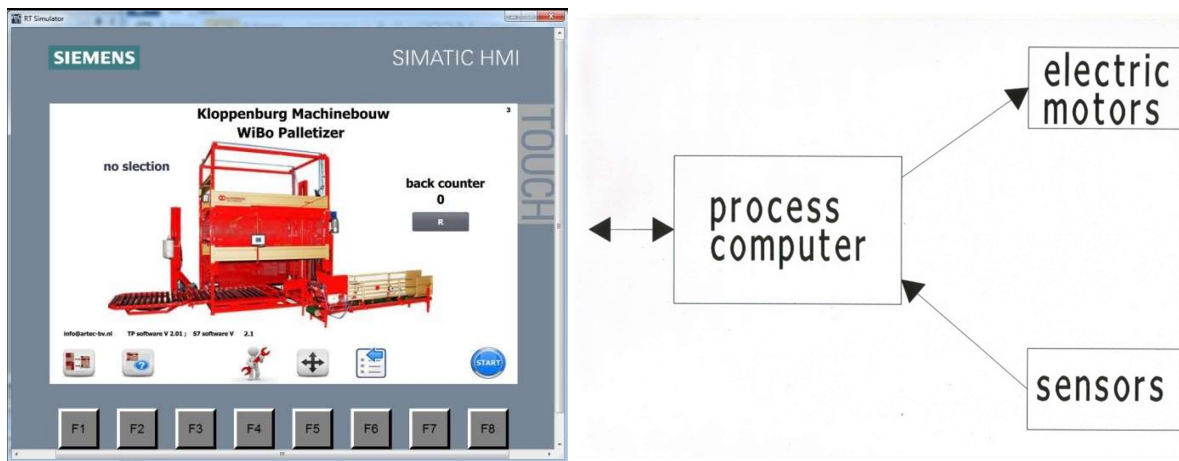 RT Simulator
SIEMENS
SIMATIC HMI
TOUCH
Kloppenburg Machinebouw
3
WiBo Palletizer
no slection
back counter
0
R
info@artec-bv.nl TP software V 2.01 ; S7 software V 2.1
START
F1 F2 F3 F4 F5 F6 F7 F8
electric
motors
process
computer
sensors